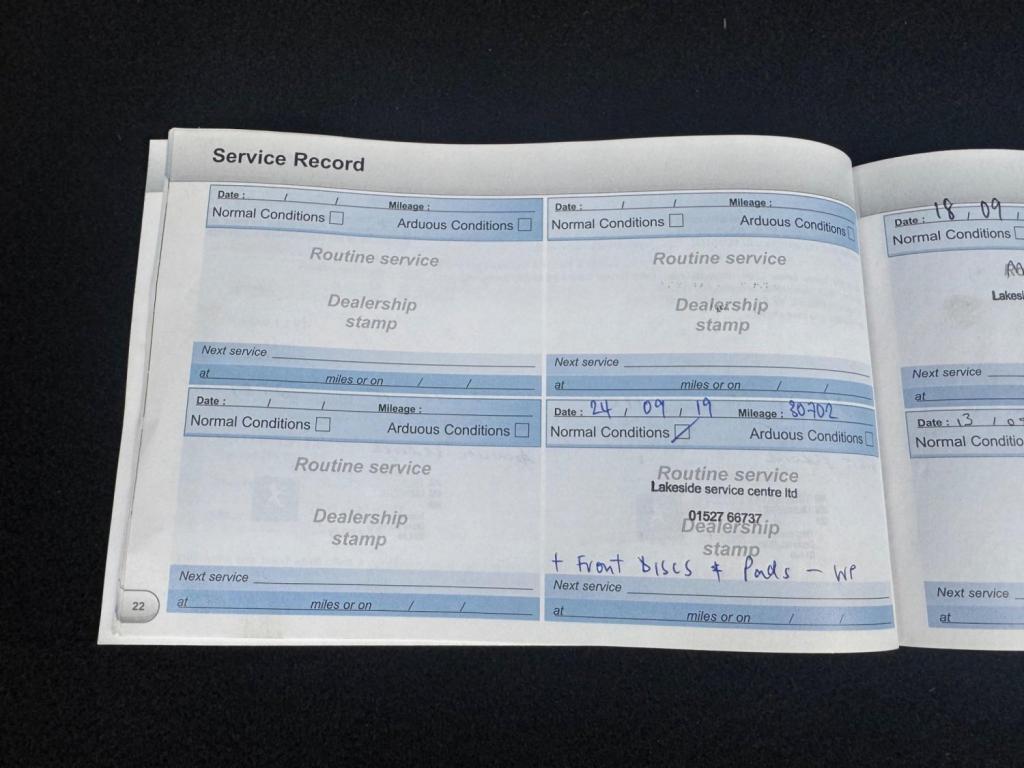 Service Record
Date : / / Mileage :
Normal Conditions Arduous Conditions
Routine service
Dealership
stamp
Next service
at miles or on / /
Date : / / Mileage :
Normal Conditions Arduous Conditions
Routine service
Dealership
stamp
Next service
at miles or on / /
Date : / / Mileage :
Normal Conditions Arduous Conditions
Routine service
Dealership
stamp
Next service
at miles or on / /
22
Date : 24 / 09 / 19 Mileage : 30702
Normal Conditions Arduous Conditions
Routine service
Lakeside service centre ltd
01527 66737
Dealership
stamp
+ Front Discs & Pads - WP
Next service
at miles or on / /
Date : 18 / 09 /
Normal Conditions
Next service
at
Date : 13 /
Next service
at